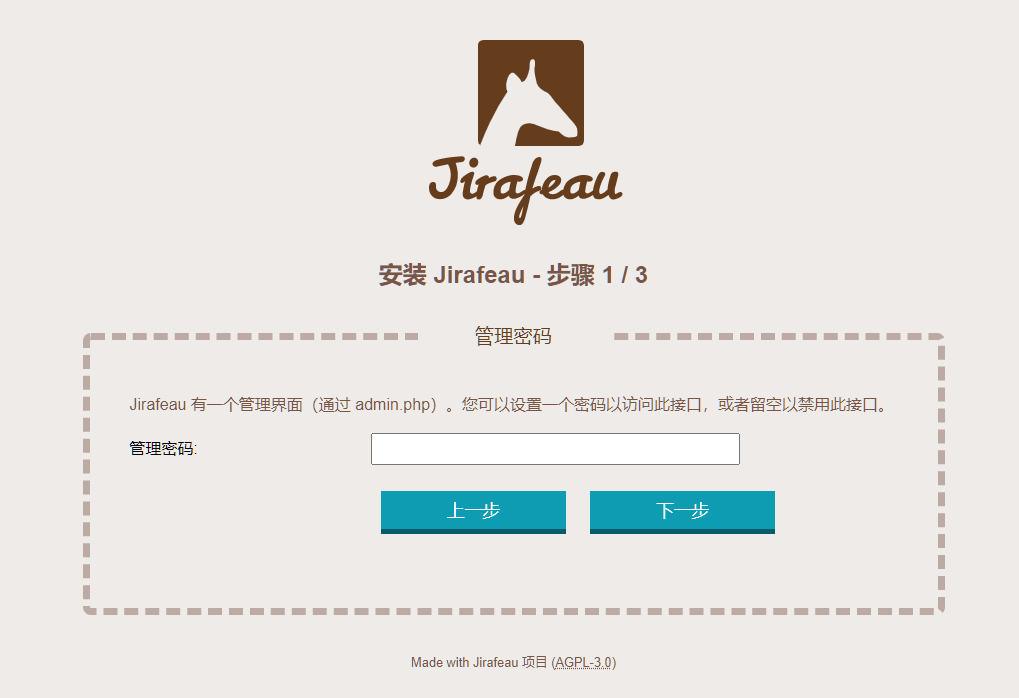 Jirafeau
安装 Jirafeau - 步骤 1 / 3
管理密码
Jirafeau 有一个管理界面（通过 admin.php）。您可以设置一个密码以访问此接口，或者留空以禁用此接口。
管理密码:
上一步 下一步
Made with Jirafeau 项目 (AGPL-3.0)